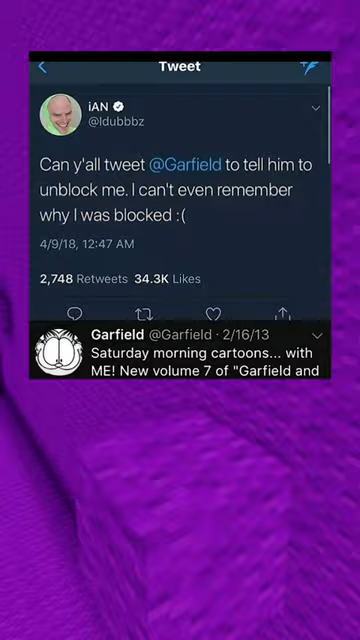 Tweet
iAN
@Idubbbz
Can y'all tweet @Garfield to tell him to
unblock me. I can't even remember
why I was blocked :(
4/9/18, 12:47 AM
2,748 Retweets 34.3K Likes
Garfield @Garfield · 2/16/13
Saturday morning cartoons... with
ME! New volume 7 of "Garfield and